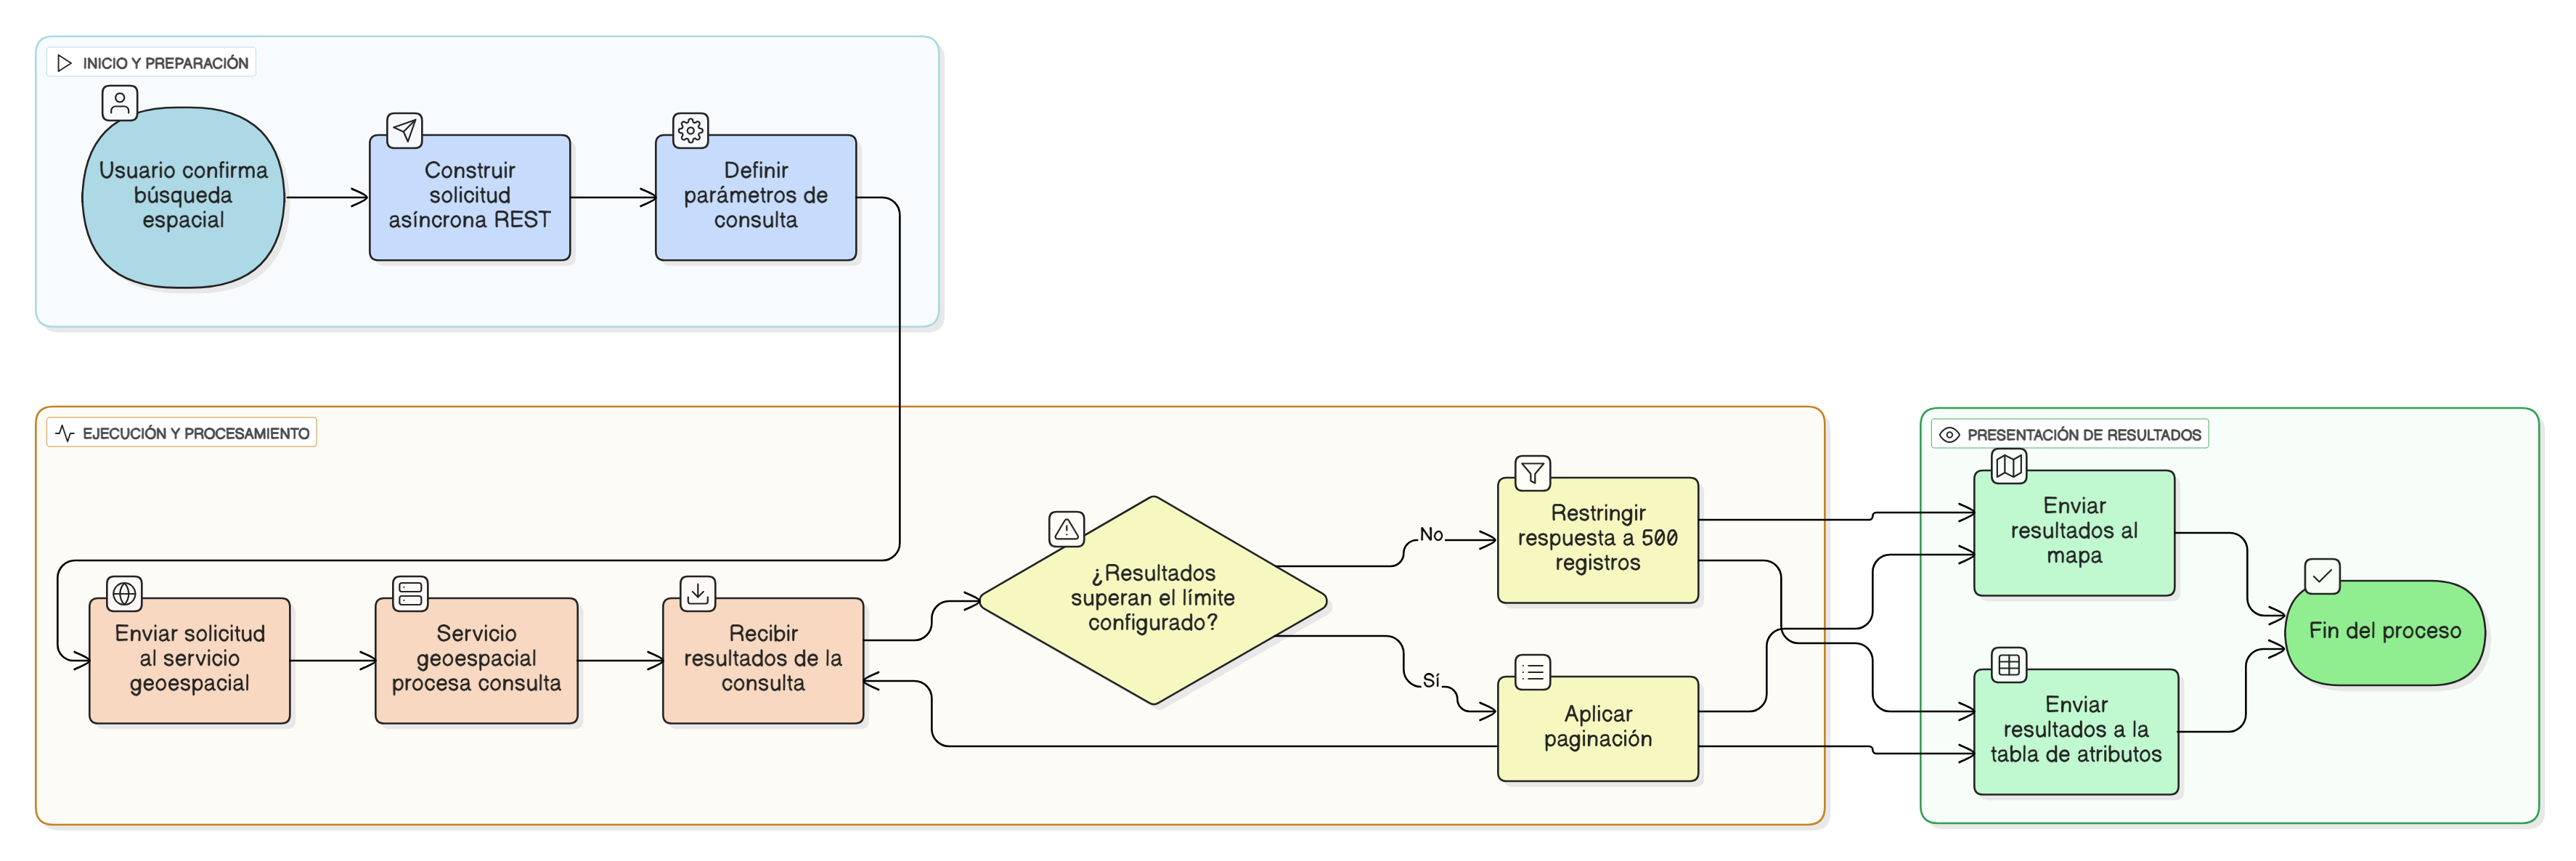 INICIO Y PREPARACIÓN
Usuario confirma
búsqueda
espacial
Construir
solicitud
asíncrona REST
Definir
parámetros de
consulta
EJECUCIÓN Y PROCESAMIENTO
Enviar solicitud
al servicio
geoespacial
Servicio
geoespacial
procesa consulta
Recibir
resultados de la
consulta
¿Resultados
superan el límite
configurado?
No
Sí
Restringir
respuesta a 500
registros
Aplicar
paginación
PRESENTACIÓN DE RESULTADOS
Enviar
resultados al
mapa
Enviar
resultados a la
tabla de atributos
Fin del proceso